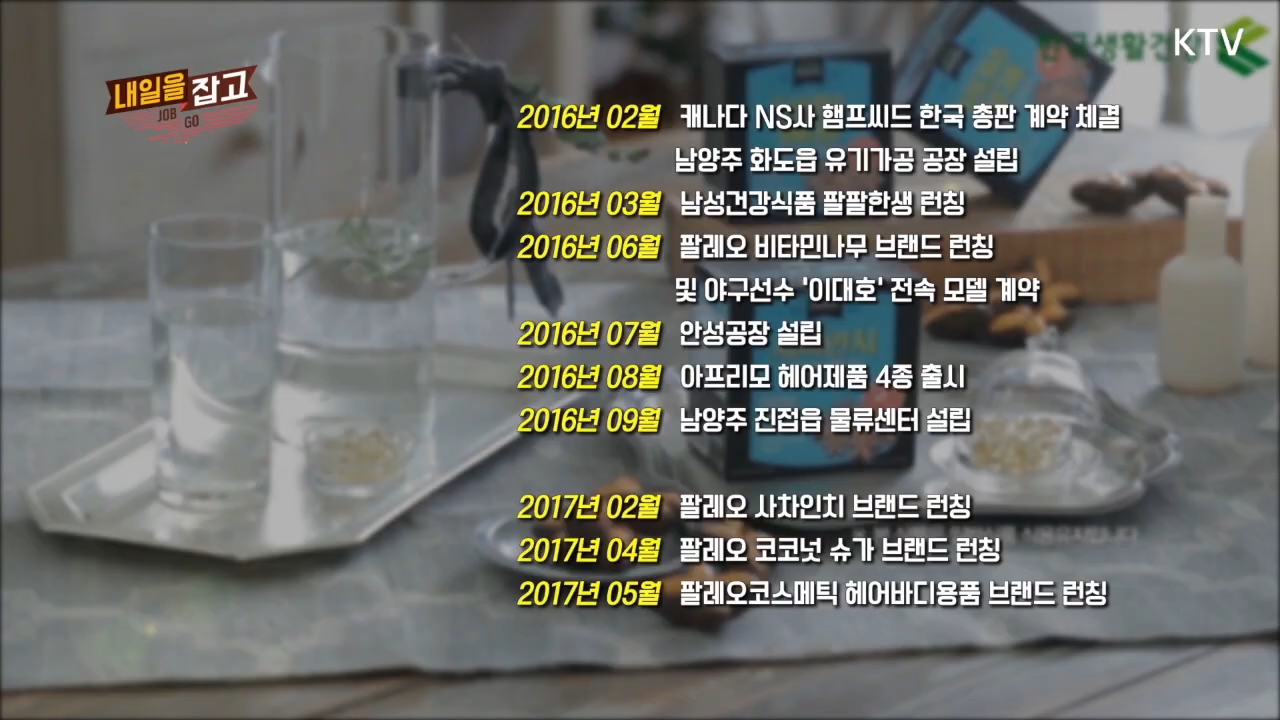 KTV
내일을 잡고
JOB GO
2016년 02월 캐나다 NS사 햄프씨드 한국 총판 계약 체결
남양주 화도읍 유기가공 공장 설립
2016년 03월 남성건강식품 팔팔한생 런칭
2016년 06월 팔레오 비타민나무 브랜드 런칭
및 야구선수 '이대호' 전속 모델 계약
2016년 07월 안성공장 설립
2016년 08월 아프리모 헤어제품 4종 출시
2016년 09월 남양주 진접읍 물류센터 설립
2017년 02월 팔레오 사차인치 브랜드 런칭
2017년 04월 팔레오 코코넛 슈가 브랜드 런칭
2017년 05월 팔레오코스메틱 헤어바디용품 브랜드 런칭